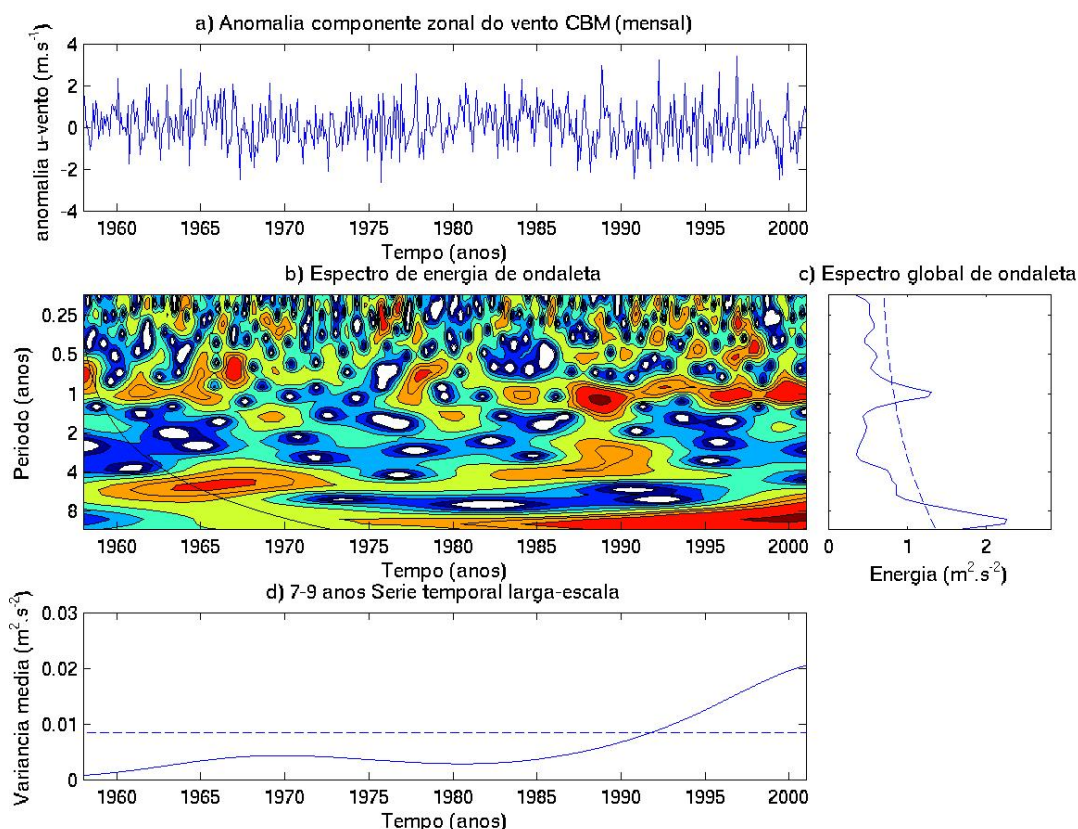 a) Anomalia componente zonal do vento CBM (mensal)
anomalia u-vento (m.s⁻¹)
4
2
0
-2
-4
1960 1965 1970 1975 1980 1985 1990 1995 2000
Tempo (anos)
b) Espectro de energia de ondaleta
Periodo (anos)
0.25
0.5
1
2
4
8
1960 1965 1970 1975 1980 1985 1990 1995 2000
Tempo (anos)
c) Espectro global de ondaleta
0 1 2
Energia (m².s⁻²)
d) 7-9 anos Serie temporal larga-escala
Variancia media (m².s⁻²)
0.03
0.02
0.01
0
1960 1965 1970 1975 1980 1985 1990 1995 2000
Tempo (anos)